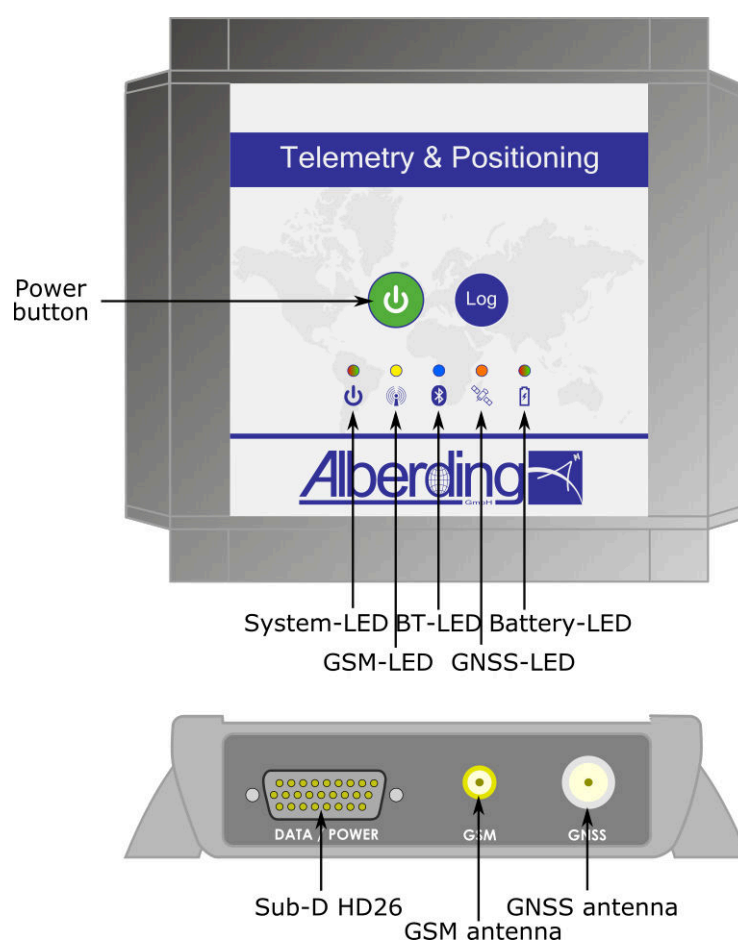 Telemetry & Positioning
Power
button
Log
Alberding
GmbH
System-LED BT-LED Battery-LED
GSM-LED GNSS-LED
DATA / POWER GSM GNSS
Sub-D HD26 GNSS antenna
GSM antenna